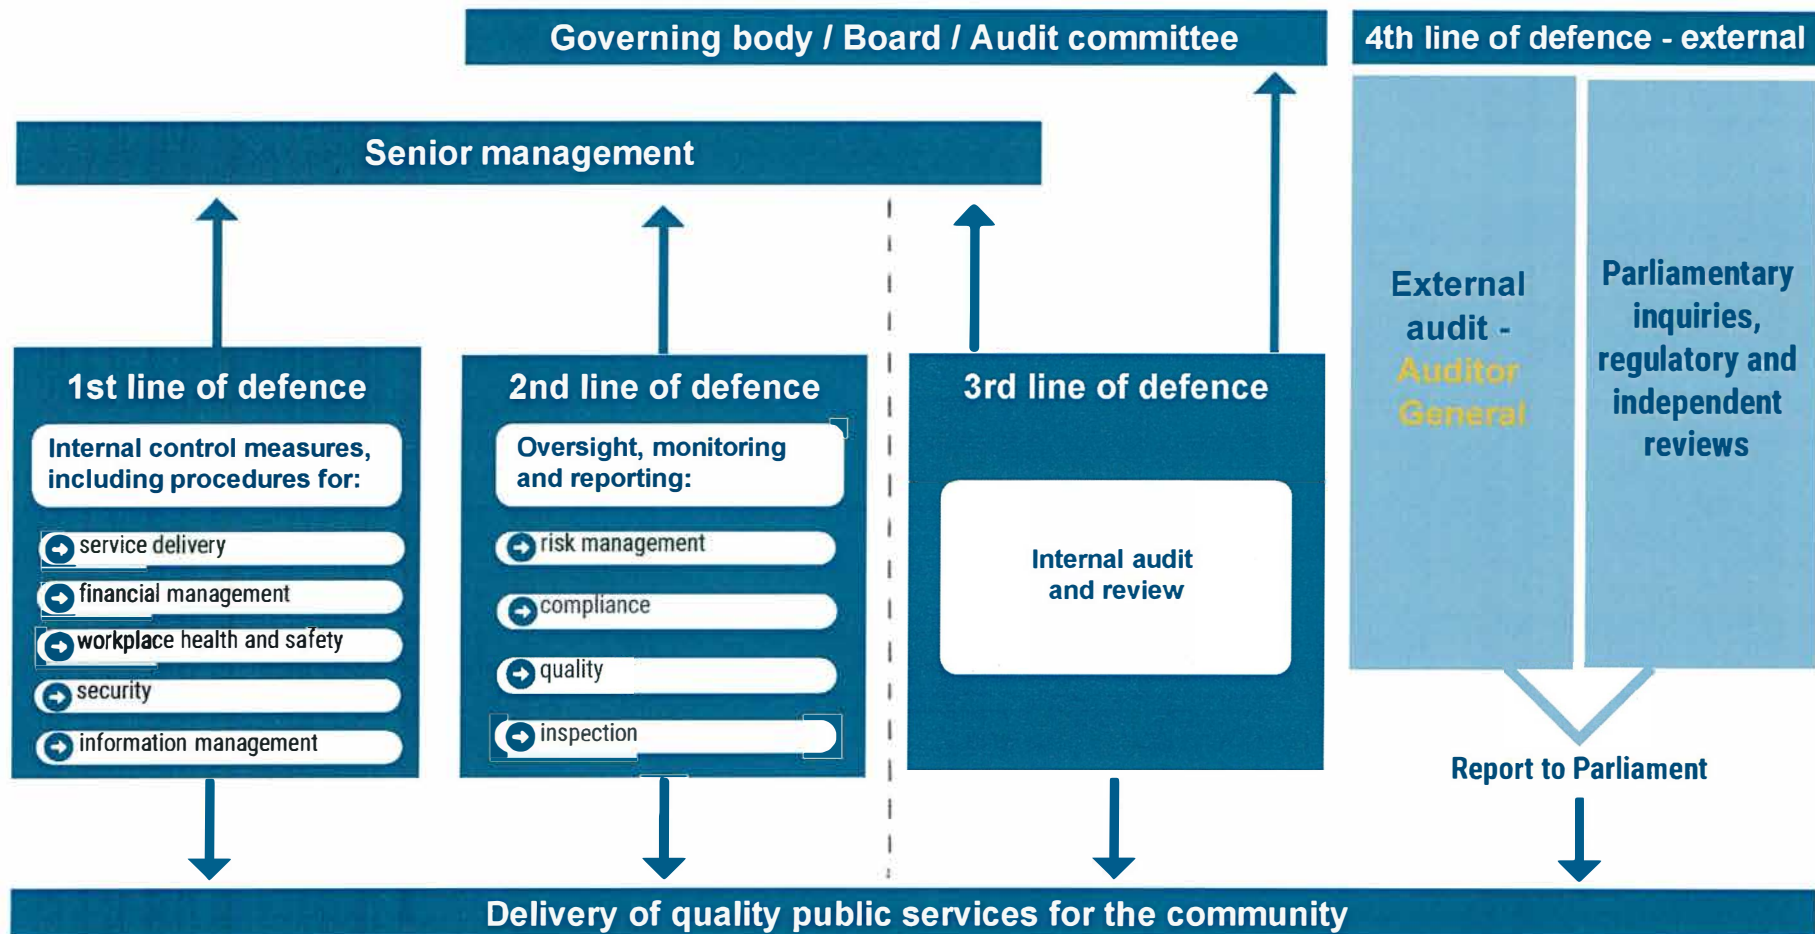 Governing body / Board / Audit committee
4th line of defence - external
Senior management
1st line of defence
Internal control measures,
including procedures for:
service delivery
financial management
workplace health and safety
security
information management
2nd line of defence
Oversight, monitoring
and reporting:
risk management
compliance
quality
inspection
3rd line of defence
Internal audit
and review
External
audit -
Auditor
General
Parliamentary
inquiries,
regulatory and
independent
reviews
Report to Parliament
Delivery of quality public services for the community